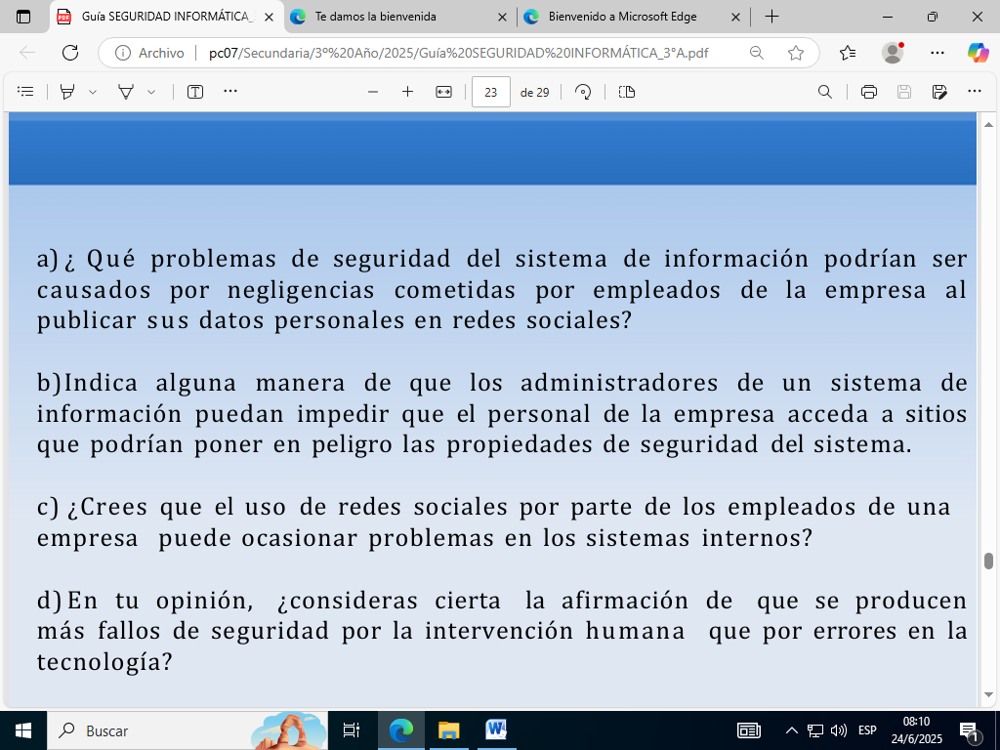 Guía SEGURIDAD INFORMÁTICA_
Te damos la bienvenida
Bienvenido a Microsoft Edge
Archivo
pc07/Secundaria/3°%20Año/2025/Guía%20SEGURIDAD%20INFORMÁTICA_3°A.pdf
23 de 29
a) ¿ Qué problemas de seguridad del sistema de información podrían ser
causados por negligencias cometidas por empleados de la empresa al
publicar sus datos personales en redes sociales?
b)Indica alguna manera de que los administradores de un sistema de
información puedan impedir que el personal de la empresa acceda a sitios
que podrían poner en peligro las propiedades de seguridad del sistema.
c) ¿Crees que el uso de redes sociales por parte de los empleados de una
empresa puede ocasionar problemas en los sistemas internos?
d) En tu opinión, ¿consideras cierta la afirmación de que se producen
más fallos de seguridad por la intervención humana que por errores en la
tecnología?
Buscar
ESP
08:10
24/6/2025
1